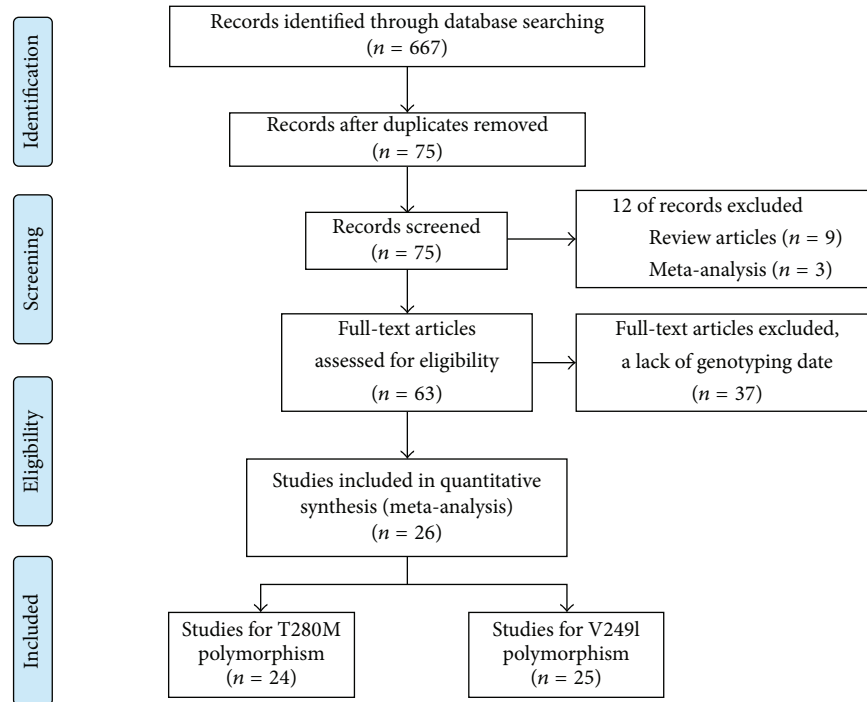 Identification
Records identified through database searching
(n = 667)
Records after duplicates removed
(n = 75)
Screening
Records screened
(n = 75)
12 of records excluded
Review articles (n = 9)
Meta-analysis (n = 3)
Full-text articles
assessed for eligibility
(n = 63)
Full-text articles excluded,
a lack of genotyping date
(n = 37)
Eligibility
Studies included in quantitative
synthesis (meta-analysis)
(n = 26)
Included
Studies for T280M
polymorphism
(n = 24)
Studies for V249l
polymorphism
(n = 25)